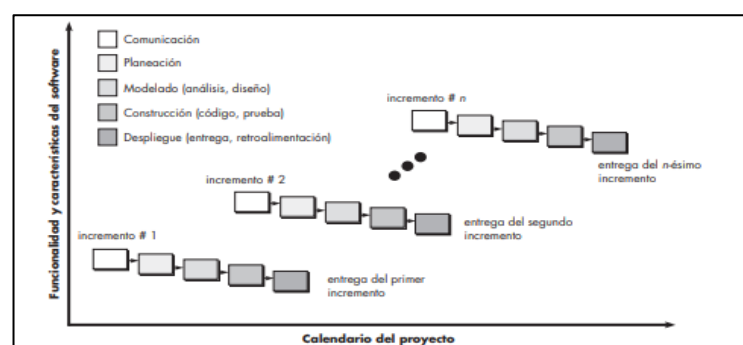 Funcionalidad y características del software
Comunicación
Planeación
Modelado (análisis, diseño)
Construcción (código, prueba)
Despliegue (entrega, retroalimentación)
incremento # n
entrega del n-ésimo
incremento
incremento # 2
entrega del segundo
incremento
incremento # 1
entrega del primer
incremento
Calendario del proyecto